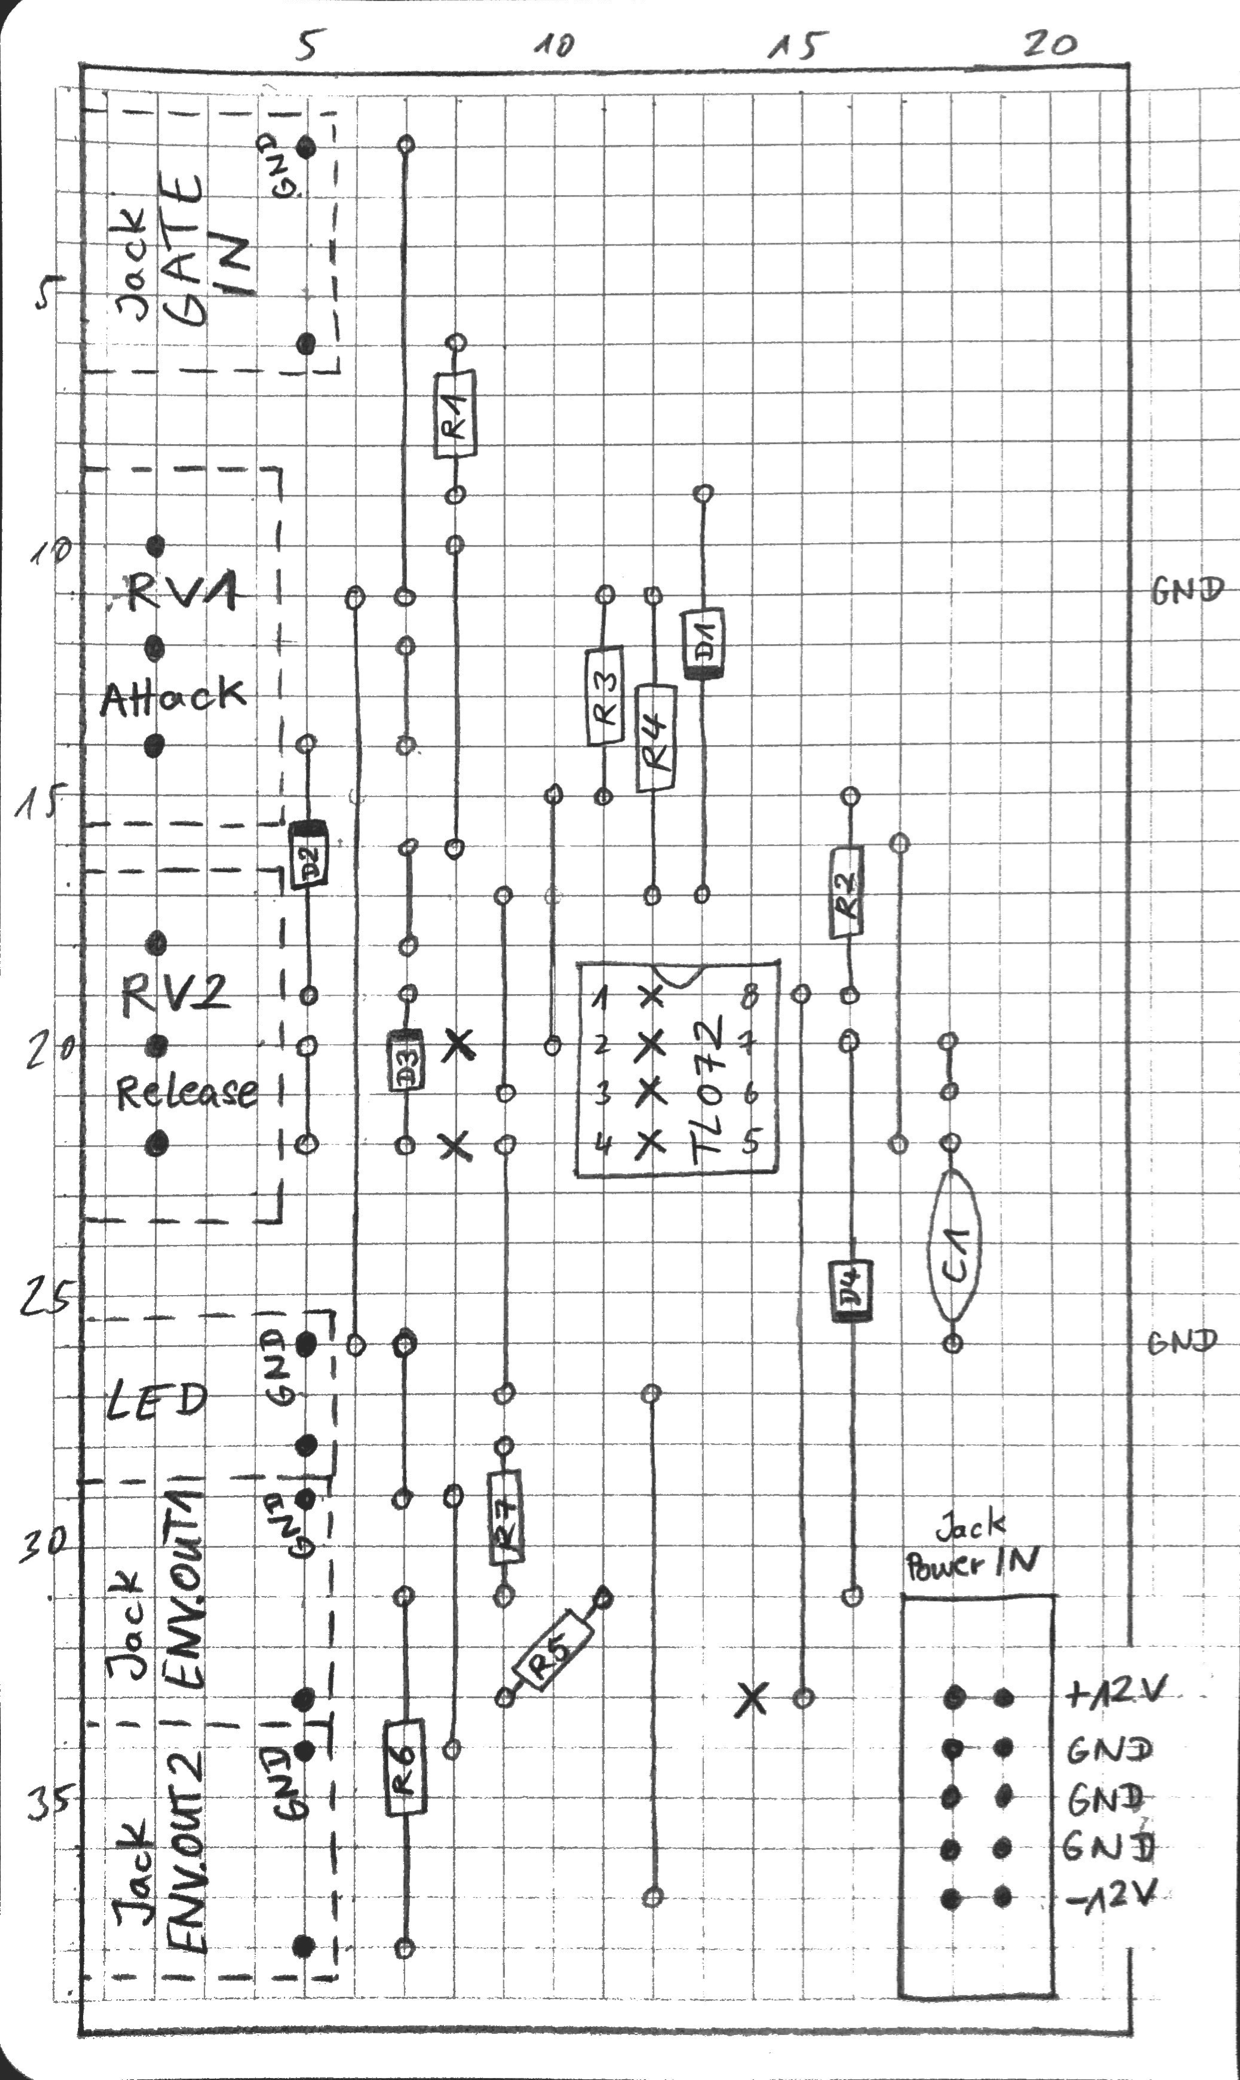 5 10 15 20
GND
Jack
GATE
IN
5
R1
10
RV1
GND
D1
R3
Attack
R4
15
D2
R2
RV2
1 8
20
D3
2 7
TL072
Release
3 6
4 5
C1
25
D4
GND
GND
LED
GND
R7
30
Jack
ENV.OUT1
Jack
Power IN
R5
+12V
GND
R6
GND
35
GND
GND
Jack
ENV.OUT2
-12V